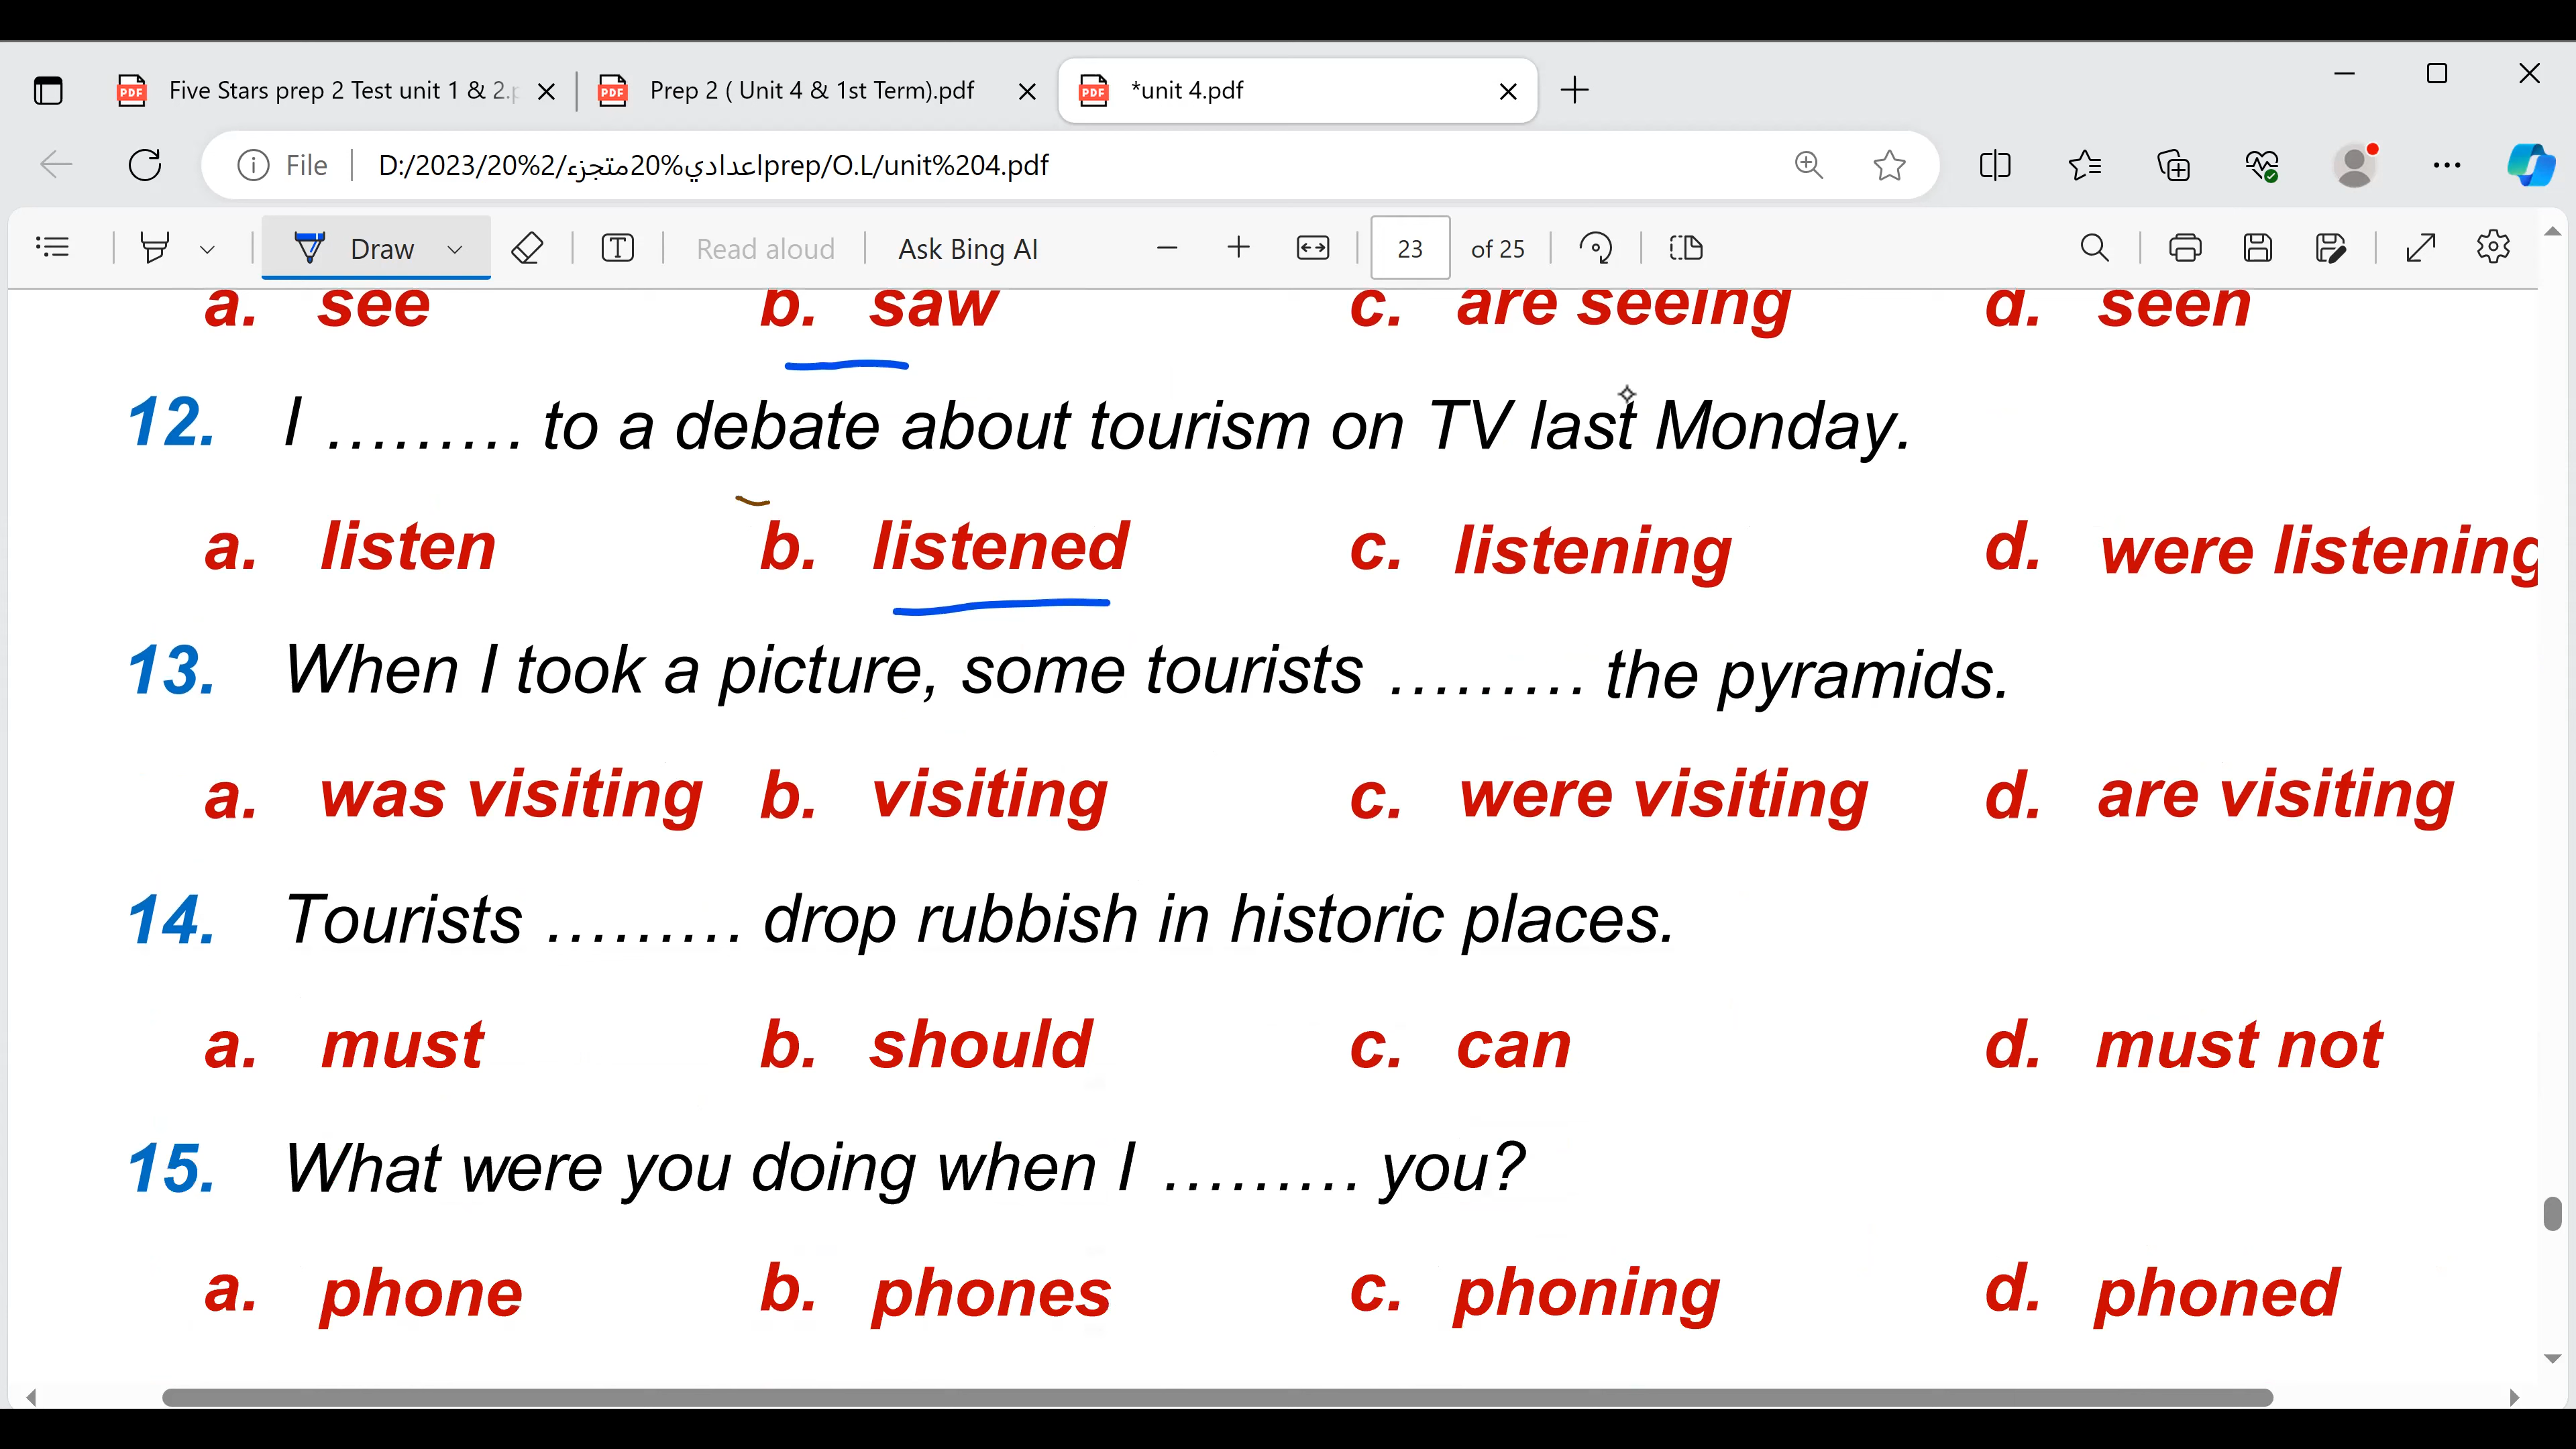 Five Stars prep 2 Test unit 1 & 2.p
Prep 2 ( Unit 4 & 1st Term).pdf
*unit 4.pdf
File D:/2023/20%2/اعدادي%20متجزء/prep/O.L/unit%204.pdf
Draw Read aloud Ask Bing AI 23 of 25
a. see b. saw c. are seeing d. seen
12. I ......... to a debate about tourism on TV last Monday.
a. listen b. listened c. listening d. were listening
13. When I took a picture, some tourists ......... the pyramids.
a. was visiting b. visiting c. were visiting d. are visiting
14. Tourists ......... drop rubbish in historic places.
a. must b. should c. can d. must not
15. What were you doing when I ......... you?
a. phone b. phones c. phoning d. phoned